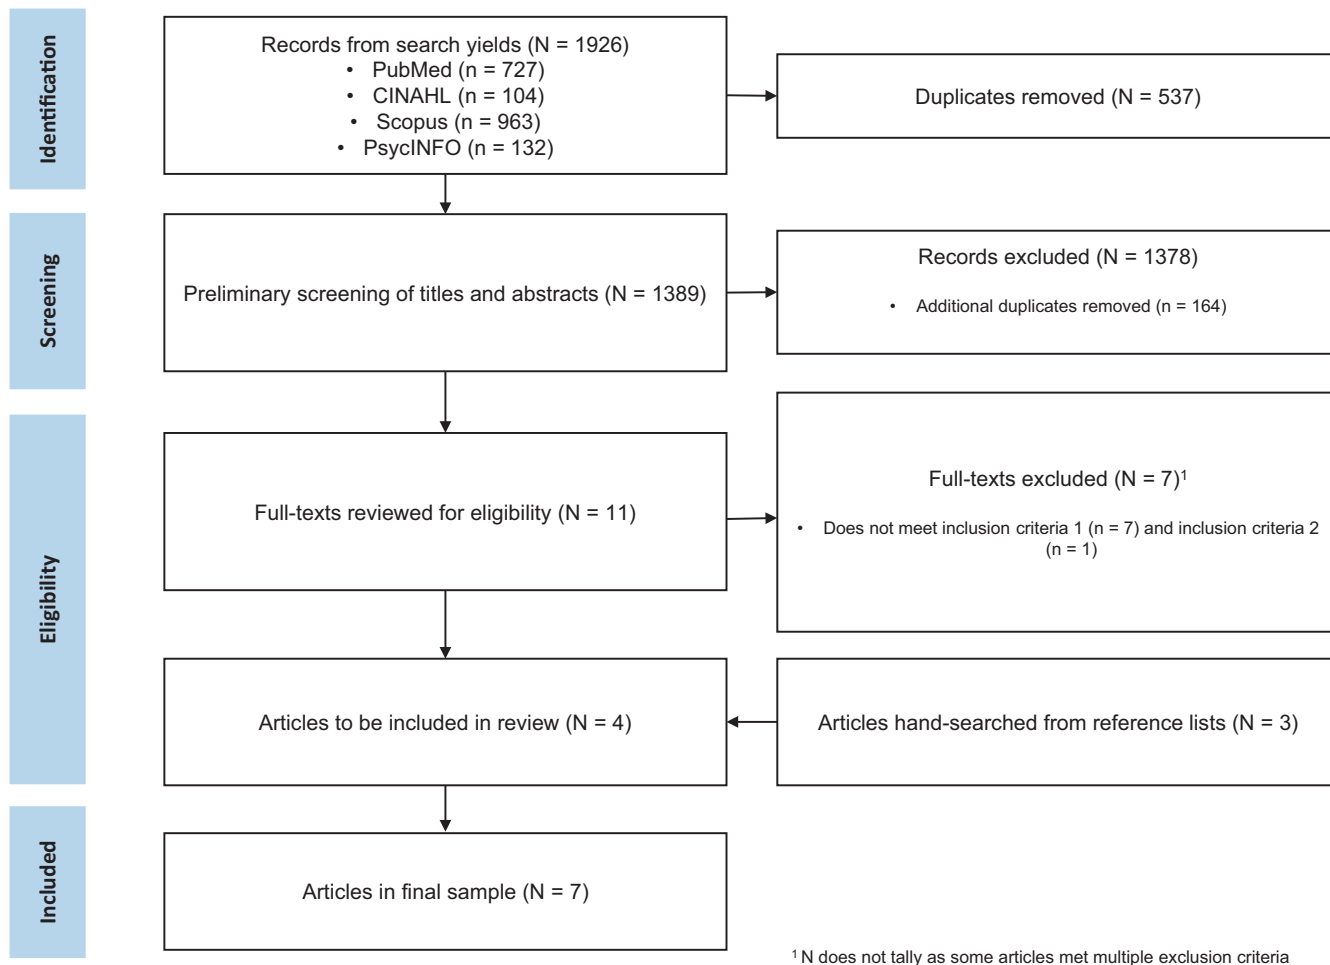 Identification
Records from search yields (N = 1926)
• PubMed (n = 727)
• CINAHL (n = 104)
• Scopus (n = 963)
• PsycINFO (n = 132)
Duplicates removed (N = 537)
Screening
Preliminary screening of titles and abstracts (N = 1389)
Records excluded (N = 1378)
• Additional duplicates removed (n = 164)
Eligibility
Full-texts reviewed for eligibility (N = 11)
Full-texts excluded (N = 7)¹
• Does not meet inclusion criteria 1 (n = 7) and inclusion criteria 2
(n = 1)
Articles to be included in review (N = 4)
Articles hand-searched from reference lists (N = 3)
Included
Articles in final sample (N = 7)
¹ N does not tally as some articles met multiple exclusion criteria